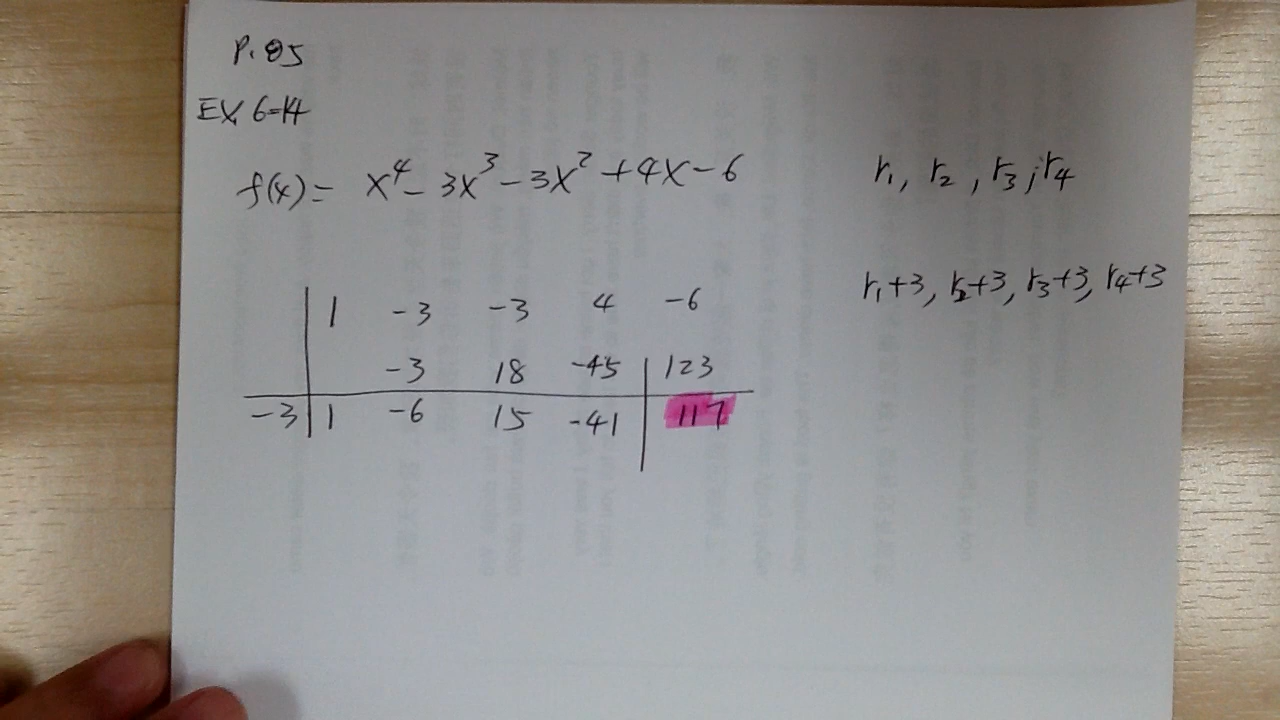 P. 85
EX 6-14
f(x) = x⁴ - 3x³ - 3x² + 4x - 6
r₁, r₂, r₃, r₄
r₁+3, r₂+3, r₃+3, r₄+3
1 -3 -3 4 -6
-3 18 -45 123
-3 1 -6 15 -41 117